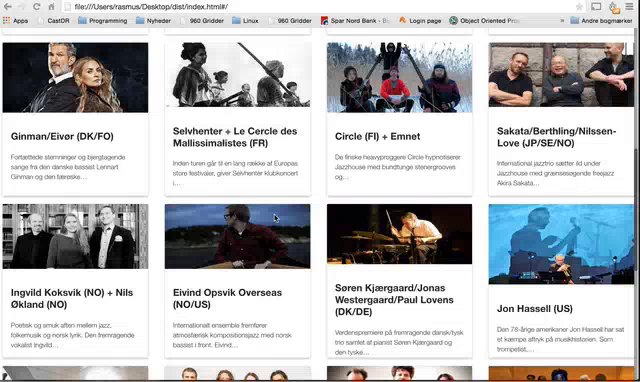 file:///Users/rasmus/Desktop/dist/index.html#/
Apps CastDR Programming Nyheder 960 Gridder Linux 960 Gridder Spar Nord Bank - Br Login page Object Oriented Pro » Andre bogmærker
Ginman/Eivør (DK/FO)
Fortættede stemninger og bjergtagende
sange fra den danske bassist Lennart
Ginman og den færøske…
Selvhenter + Le Cercle des
Mallissimalistes (FR)
Inden turen går til en lang række af Europas
store festivaler, giver Selvhenter klubkoncert
i…
Circle (FI) + Emnet
De finske heavyproggere Circle hypnotiserer
Jazzhouse med bundtunge stenergrooves
og…
Sakata/Berthling/Nilssen-
Love (JP/SE/NO)
International jazztrio sætter ild under
Jazzhouse med grænsesøgende freejazz
Akira Sakata…
Ingvild Koksvik (NO) + Nils
Økland (NO)
Poetisk og smuk aften mellem jazz,
folkemusik og norsk lyrik. Den fremragende
vokalist Ingvild…
Eivind Opsvik Overseas
(NO/US)
Internationalt ensemble fremfører
atmosfærisk kompositionsjazz med norsk
bassist i front. Eivind…
Søren Kjærgaard/Jonas
Westergaard/Paul Lovens
(DK/DE)
Verdenspremiere på fremragende dansk/tysk
trio samlet af pianist Søren Kjærgaard og
den tyske…
Jon Hassell (US)
Den 78-årige amerikaner Jon Hassell har sat
et kæmpe aftryk på musikhistorien. Som
trompetist,…